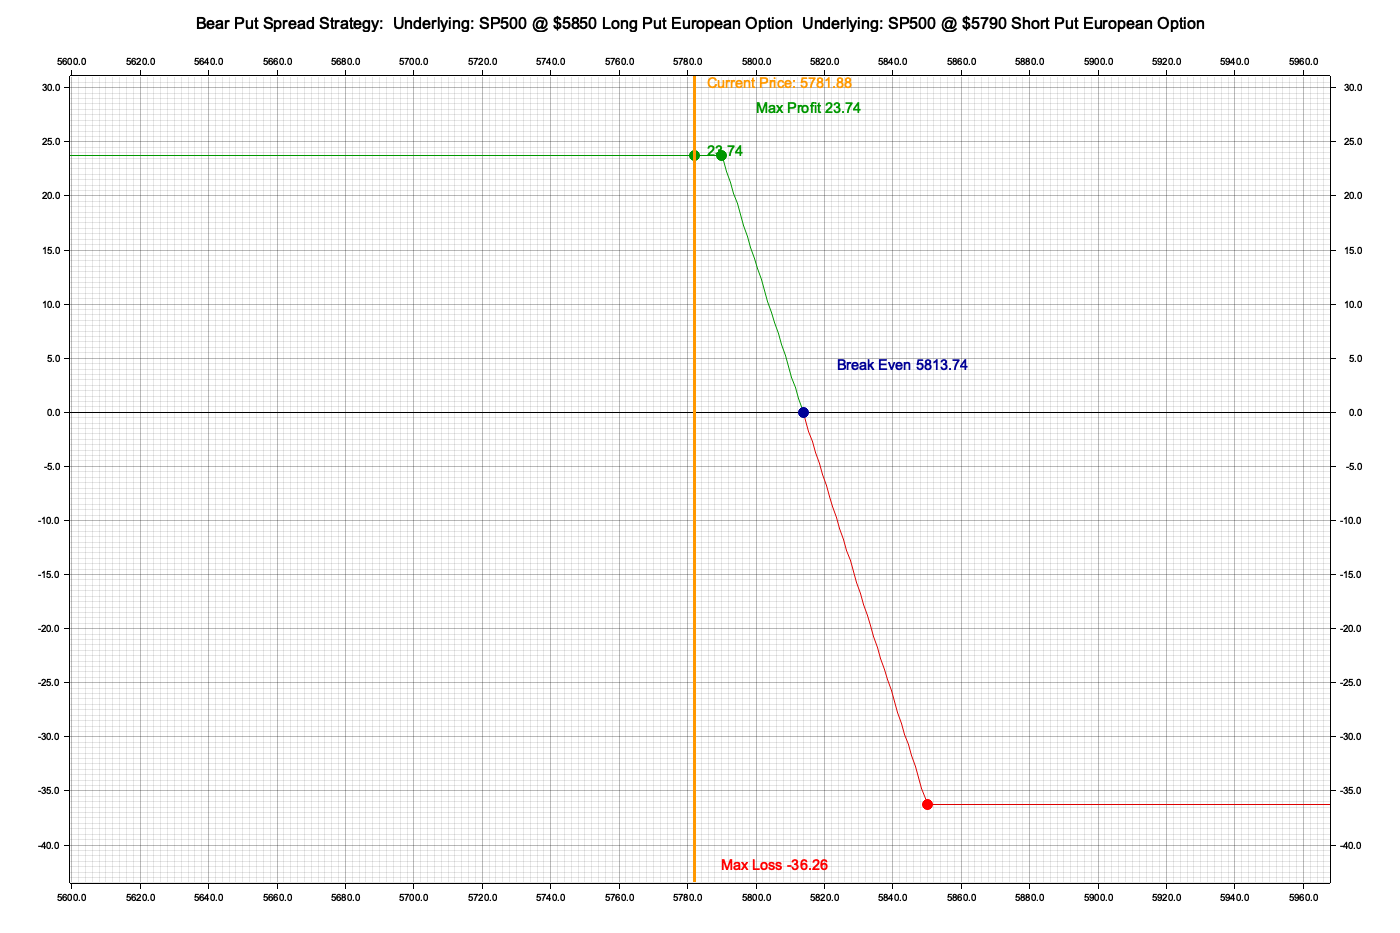 Bear Put Spread Strategy:  Underlying: SP500 @ $5850 Long Put European Option  Underlying: SP500 @ $5790 Short Put European Option
5600.0 5620.0 5640.0 5660.0 5680.0 5700.0 5720.0 5740.0 5760.0 5780.0 5800.0 5820.0 5840.0 5860.0 5880.0 5900.0 5920.0 5940.0 5960.0
Current Price: 5781.88
30.0 30.0
Max Profit 23.74
25.0 25.0
23.74
20.0 20.0
15.0 15.0
10.0 10.0
5.0 5.0
Break Even 5813.74
0.0 0.0
-5.0 -5.0
-10.0 -10.0
-15.0 -15.0
-20.0 -20.0
-25.0 -25.0
-30.0 -30.0
-35.0 -35.0
-40.0 -40.0
Max Loss -36.26
5600.0 5620.0 5640.0 5660.0 5680.0 5700.0 5720.0 5740.0 5760.0 5780.0 5800.0 5820.0 5840.0 5860.0 5880.0 5900.0 5920.0 5940.0 5960.0